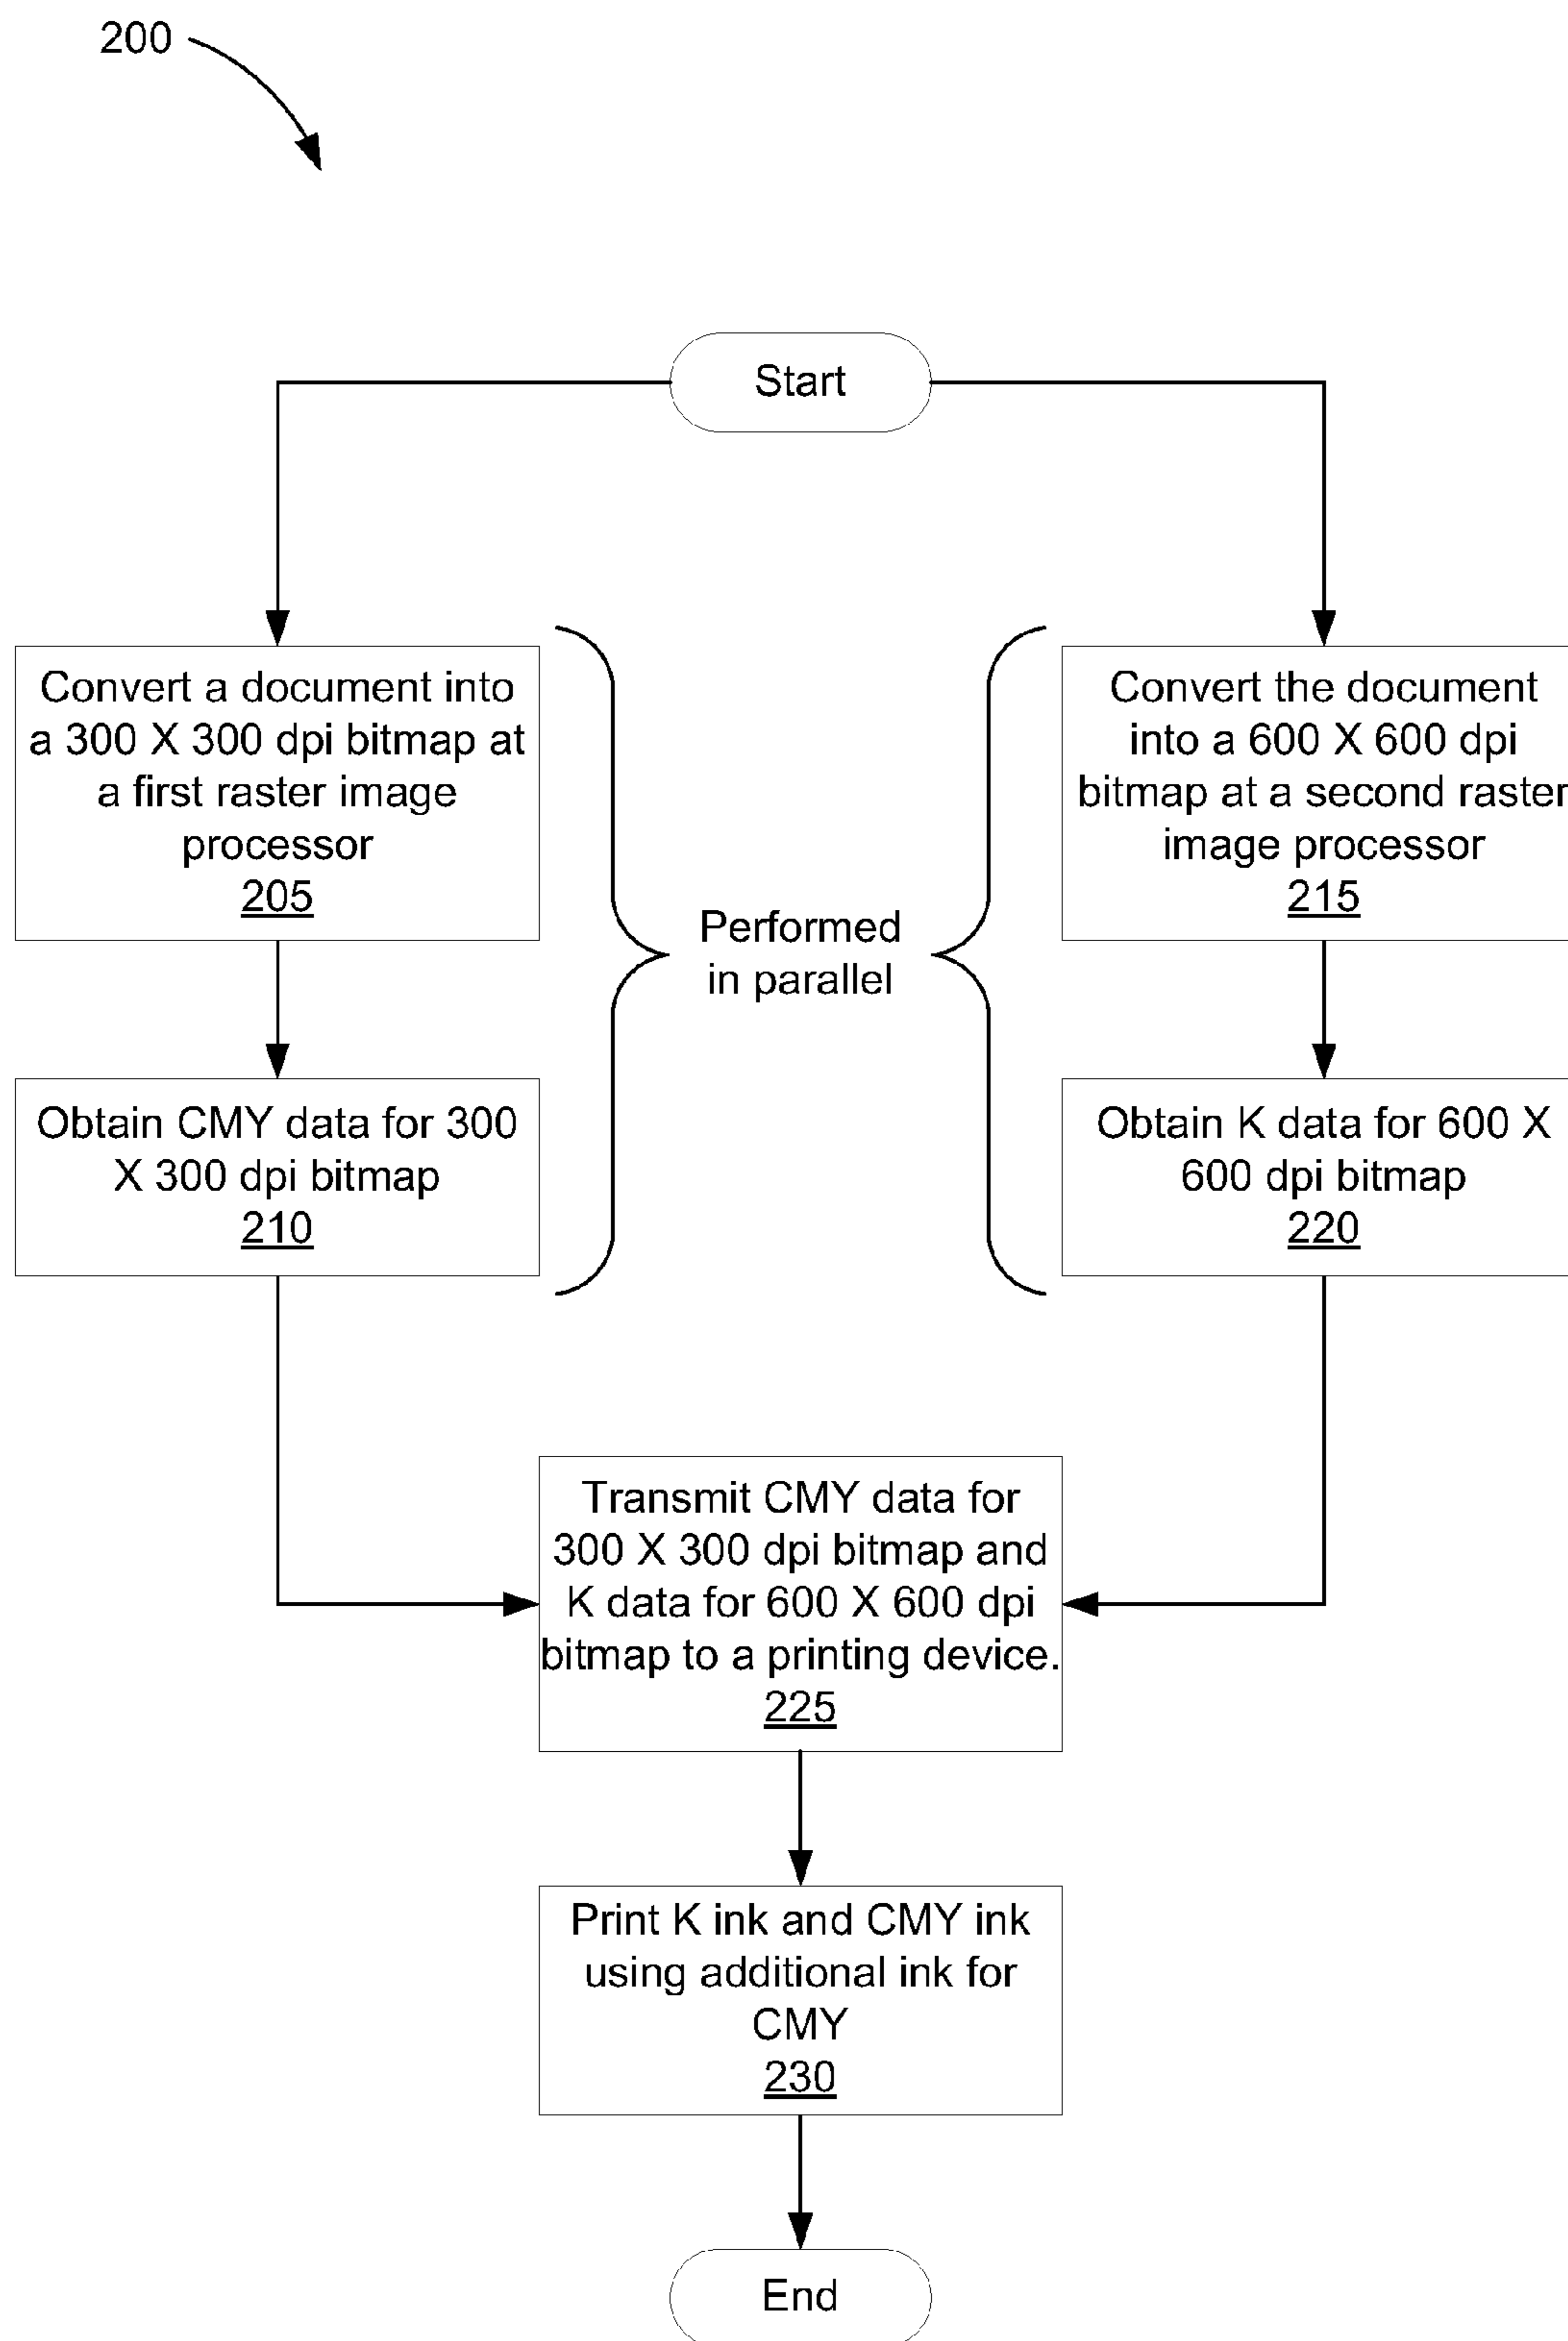 200
Start
Convert a document into
a 300 X 300 dpi bitmap at
a first raster image
processor
205
Convert the document
into a 600 X 600 dpi
bitmap at a second raster
image processor
215
Performed
in parallel
Obtain CMY data for 300
X 300 dpi bitmap
210
Obtain K data for 600 X
600 dpi bitmap
220
Transmit CMY data for
300 X 300 dpi bitmap and
K data for 600 X 600 dpi
bitmap to a printing device.
225
Print K ink and CMY ink
using additional ink for
CMY
230
End